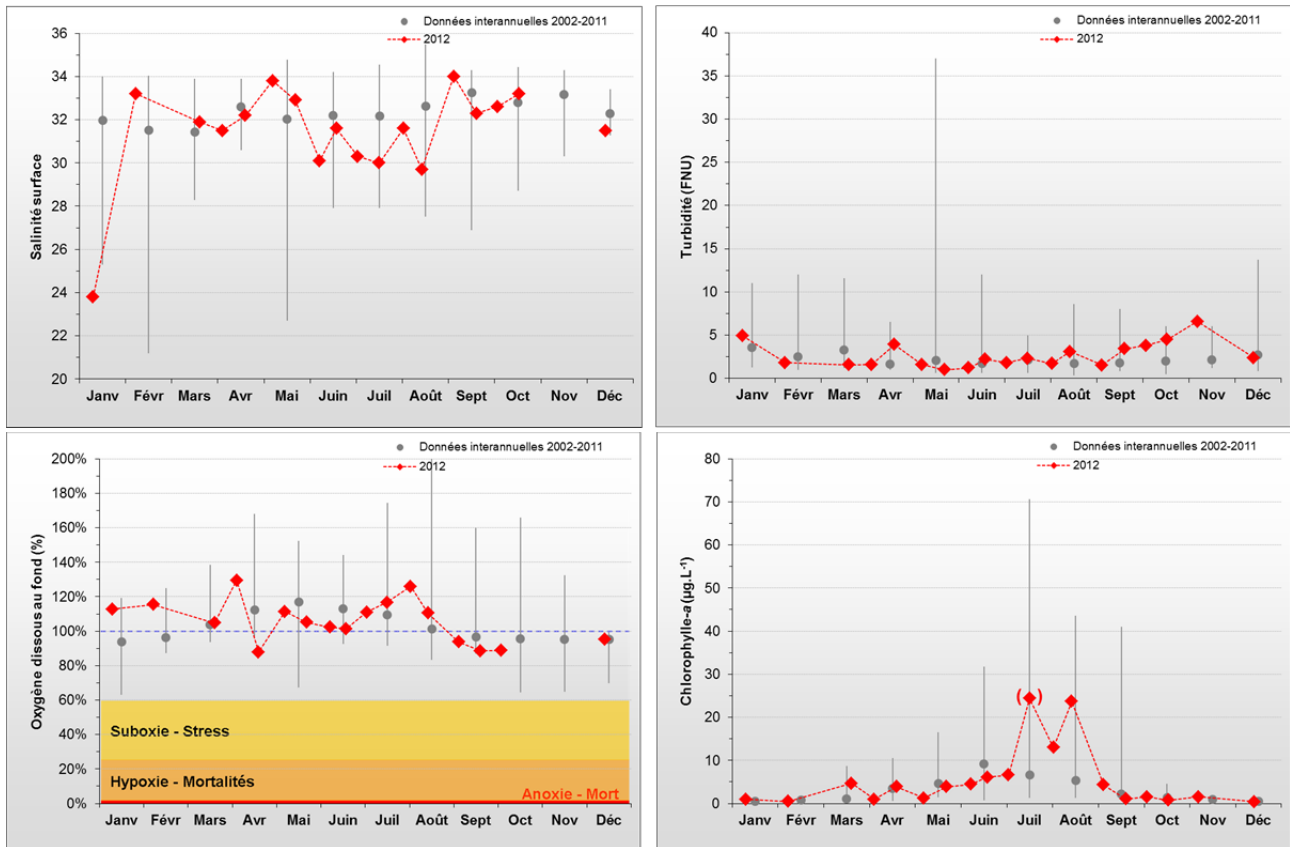 Données interannuelles 2002-2011
2012
Salinité surface
36
34
32
30
28
26
24
22
20
Janv Févr Mars Avr Mai Juin Juil Août Sept Oct Nov Déc
Données interannuelles 2002-2011
2012
Turbidité (FNU)
40
35
30
25
20
15
10
5
0
Janv Févr Mars Avr Mai Juin Juil Août Sept Oct Nov Déc
Données interannuelles 2002-2011
2012
Oxygène dissous au fond (%)
200%
180%
160%
140%
120%
100%
80%
60%
40%
20%
0%
Suboxie - Stress
Hypoxie - Mortalités
Anoxie - Mort
Janv Févr Mars Avr Mai Juin Juil Août Sept Oct Nov Déc
Données interannuelles 2002-2011
2012
Chlorophylle-a (µg.L⁻¹)
80
70
60
50
40
30
20
10
0
( )
Janv Févr Mars Avr Mai Juin Juil Août Sept Oct Nov Déc